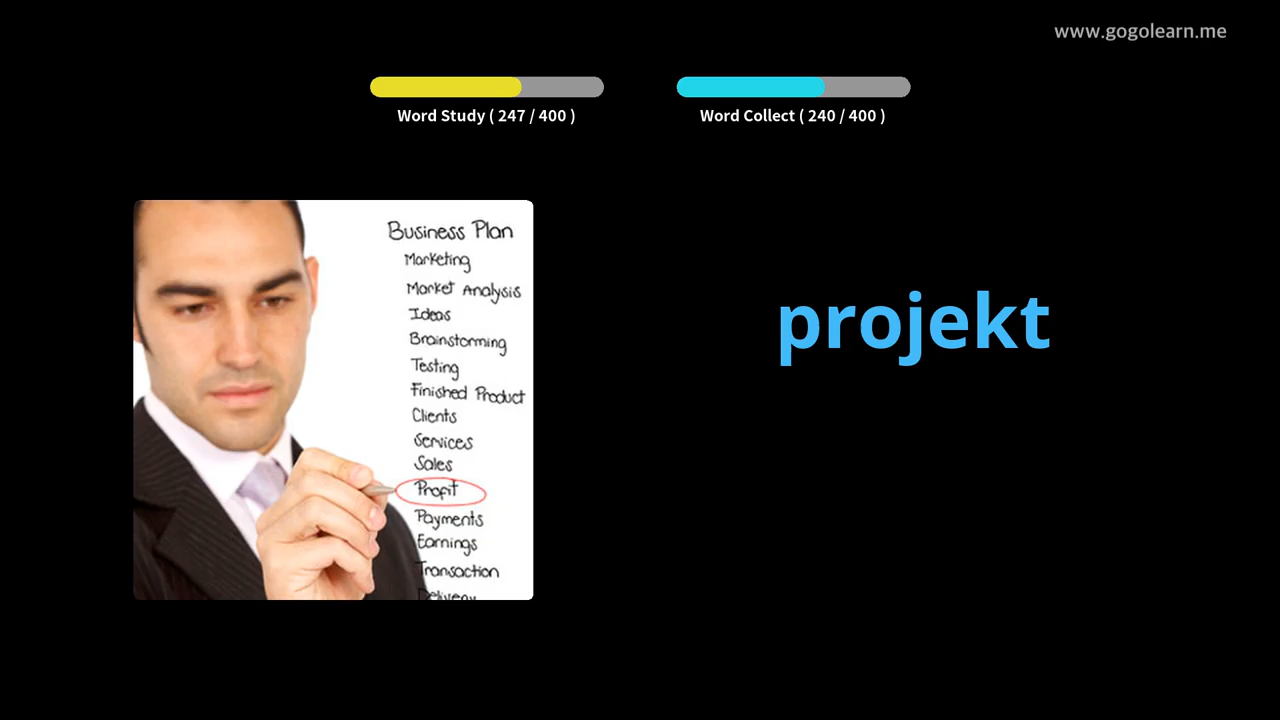 www.gogolearn.me
Word Study ( 247 / 400 )
Word Collect ( 240 / 400 )
Business Plan
Marketing
Market Analysis
Ideas
Brainstorming
Testing
Finished Product
Clients
Services
Sales
Profit
Payments
Earnings
Transaction
Delivery
projekt